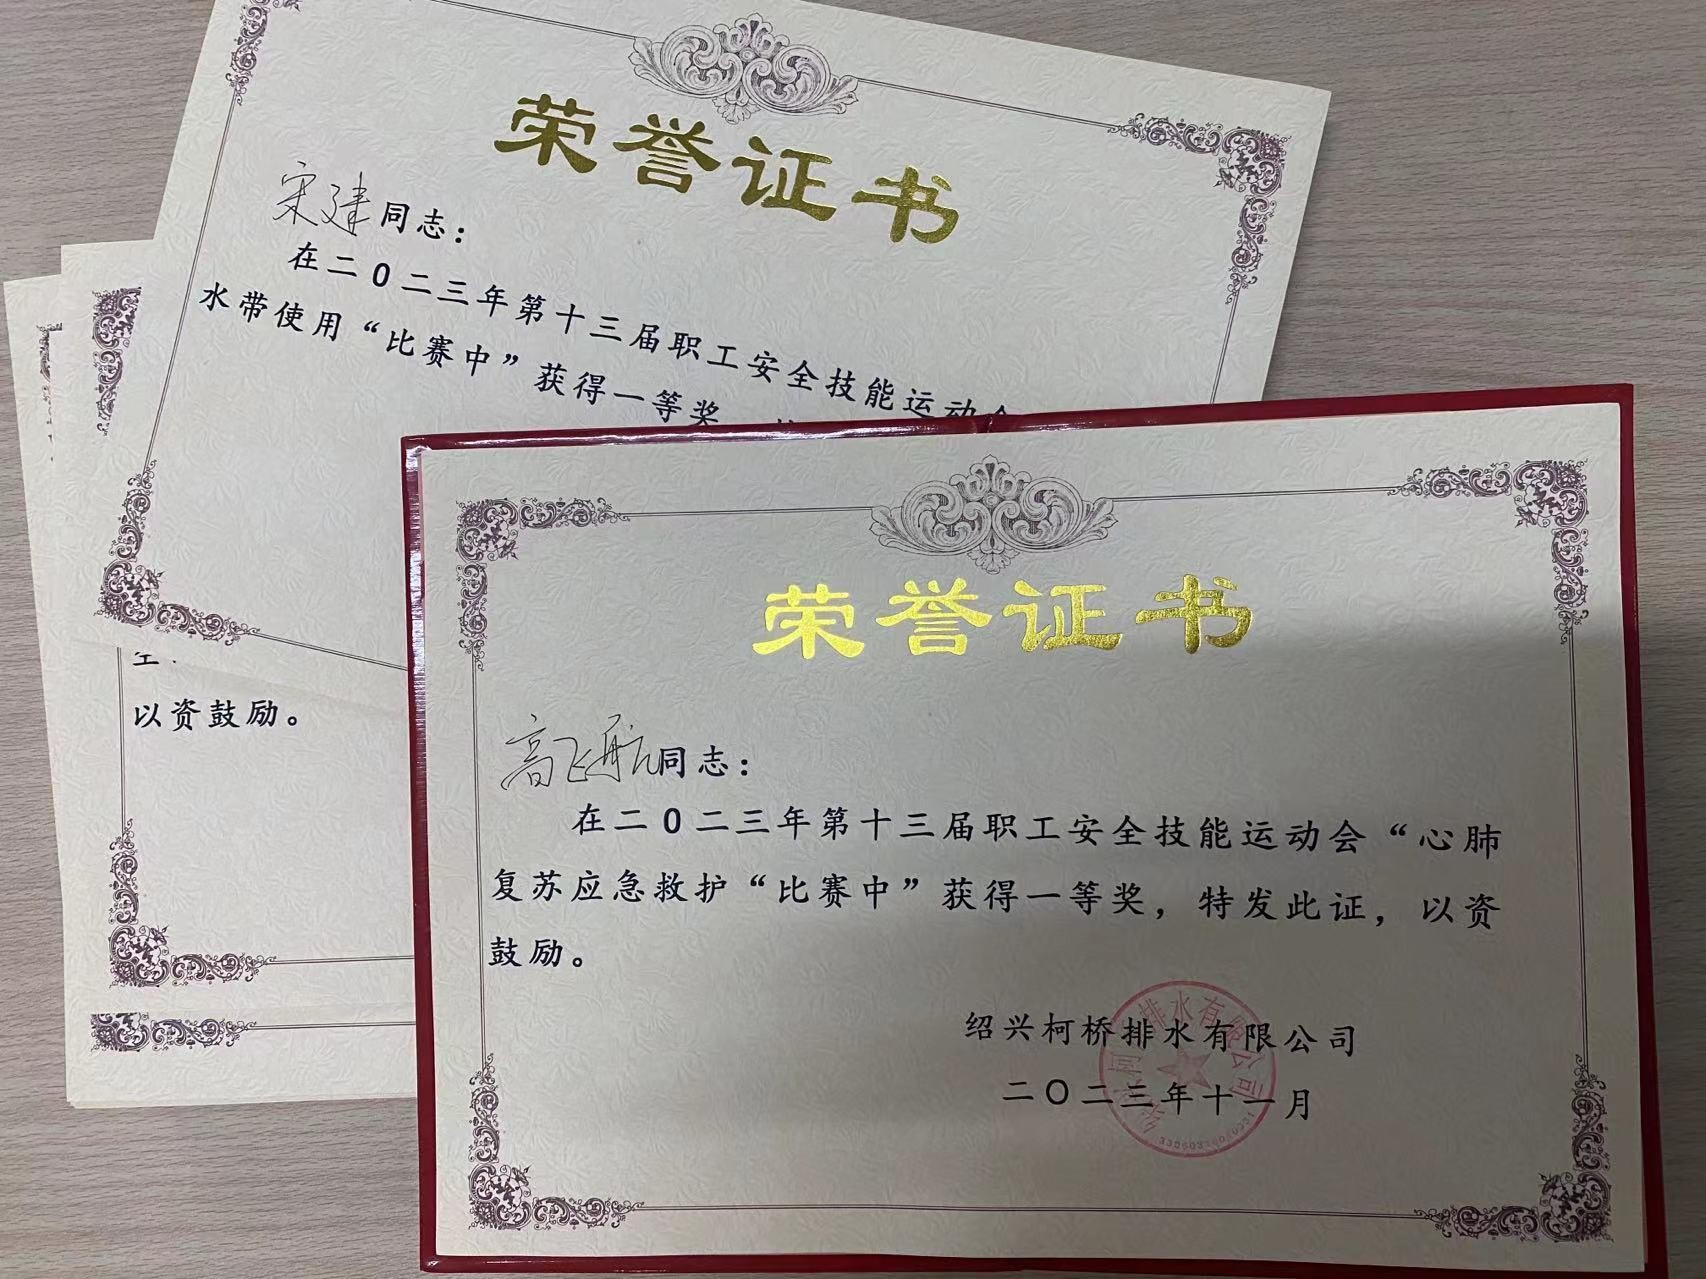 荣誉证书
宋建同志：
在二〇二三年第十三届职工安全技能运动会
水带使用“比赛中”获得一等奖
以资鼓励。
荣誉证书
高飞航同志：
在二〇二三年第十三届职工安全技能运动会“心肺
复苏应急救护“比赛中”获得一等奖，特发此证，以资
鼓励。
绍兴柯桥排水有限公司
二〇二三年十一月